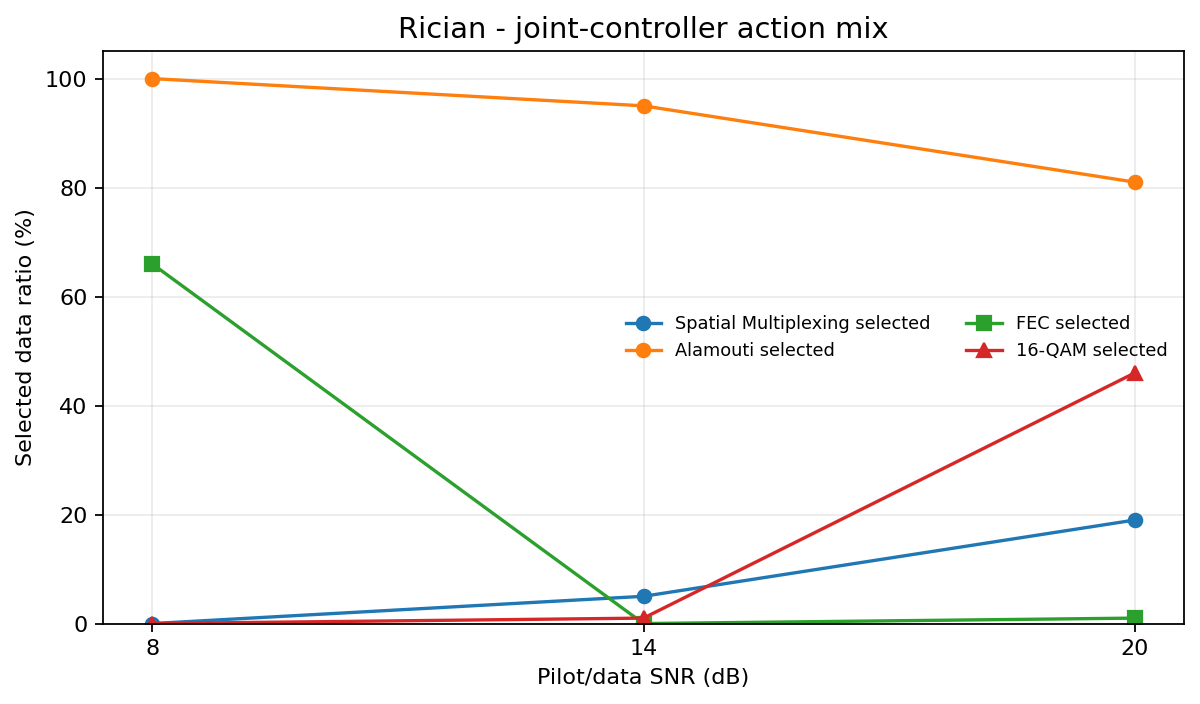 Rician - joint-controller action mix
Selected data ratio (%)
100
80
60
40
20
0
Spatial Multiplexing selected
Alamouti selected
FEC selected
16-QAM selected
8
14
20
Pilot/data SNR (dB)